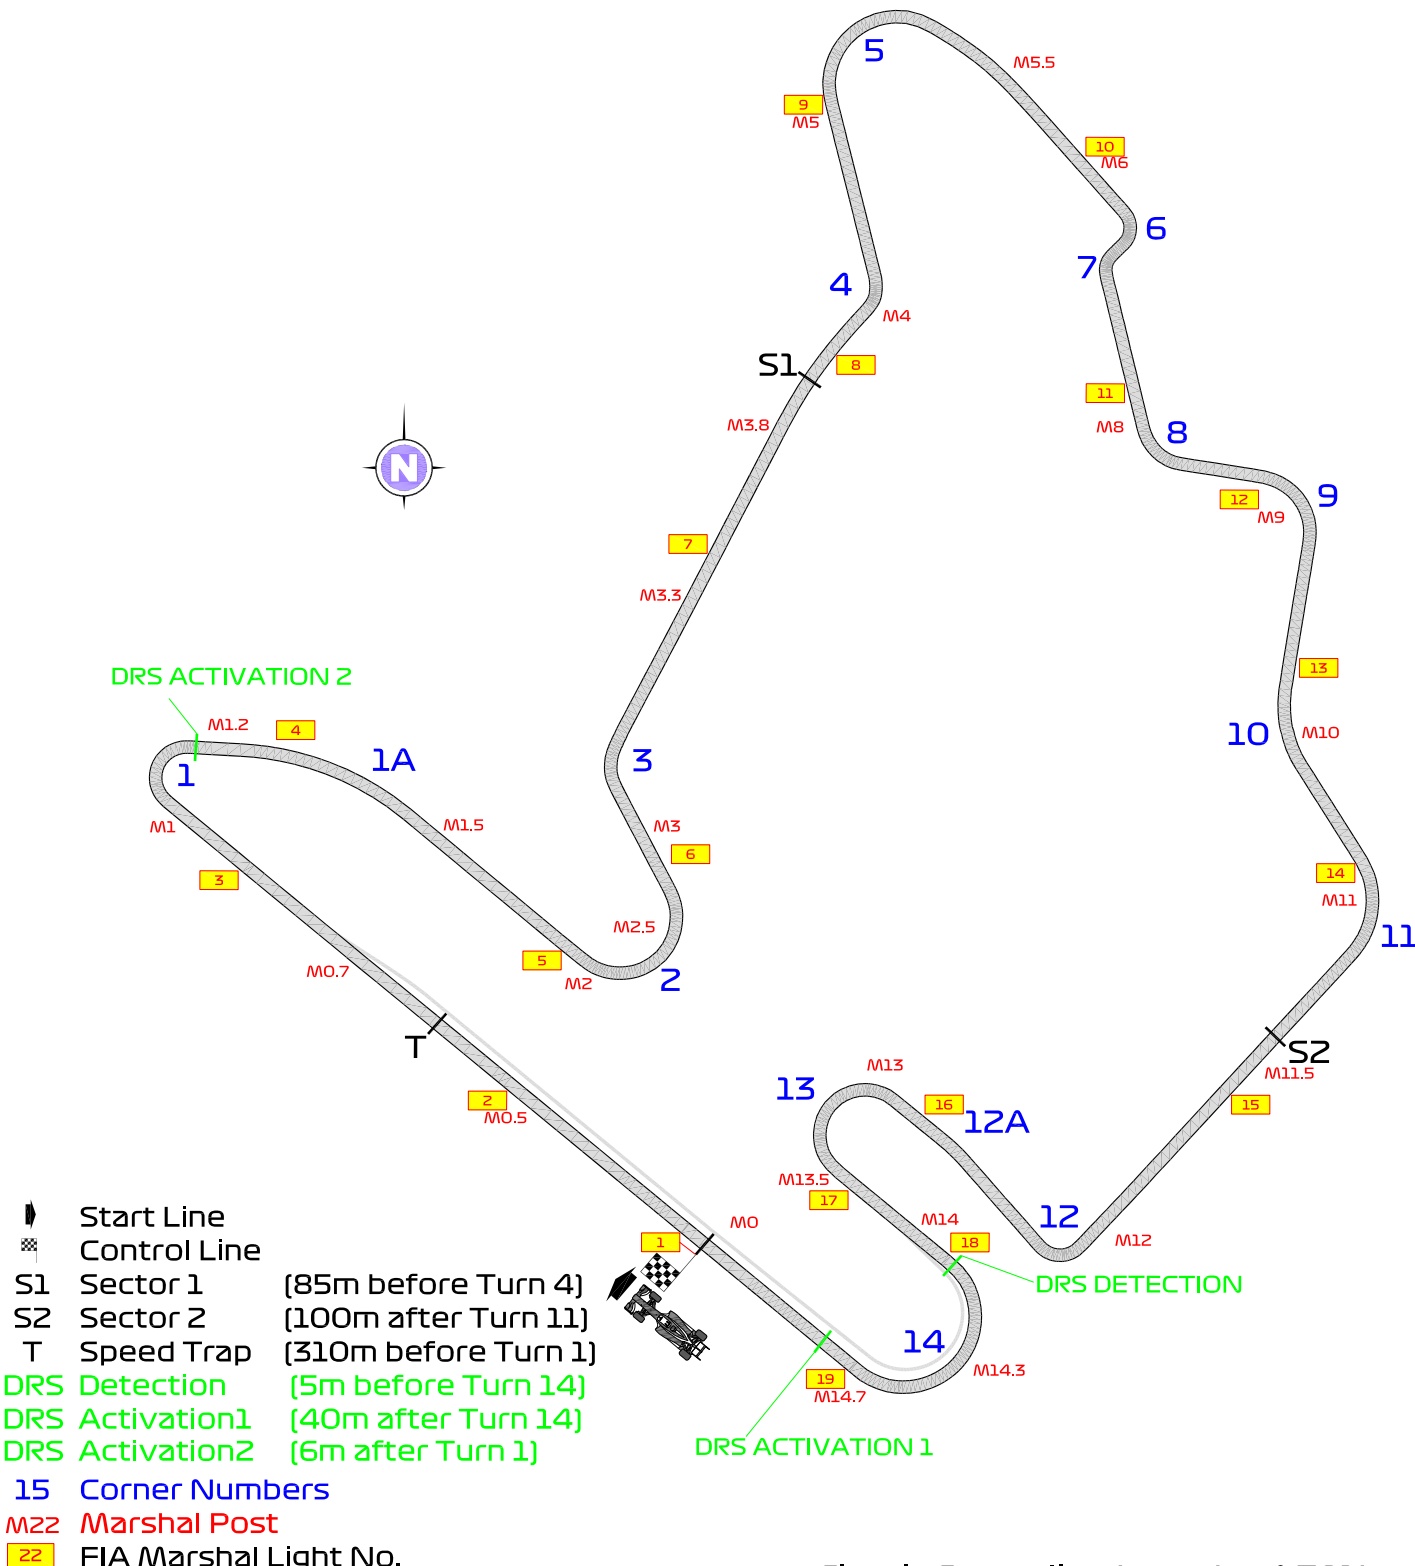 5
M5.5
9
M5
10
M6
6
7
4
M4
S1
8
M3.8
11
M8
8
N
9
12
M9
7
M3.3
13
DRS ACTIVATION 2
M1.2
4
1A
1
3
10
M10
M1
M1.5
M3
6
3
14
M11
M2.5
11
5
M2
2
M0.7
T
S2
M11.5
15
13
M13
16
12A
2
M0.5
M13.5
17
M14
18
12
M12
M0
1
DRS DETECTION
14
M14.3
19
M14.7
DRS ACTIVATION 1
Start Line
Control Line
S1 Sector 1 (85m before Turn 4)
S2 Sector 2 (100m after Turn 11)
T Speed Trap (310m before Turn 1)
DRS Detection (5m before Turn 14)
DRS Activation1 (40m after Turn 14)
DRS Activation2 (6m after Turn 1)
15 Corner Numbers
M22 Marshal Post
22 FIA Marshal Light No.